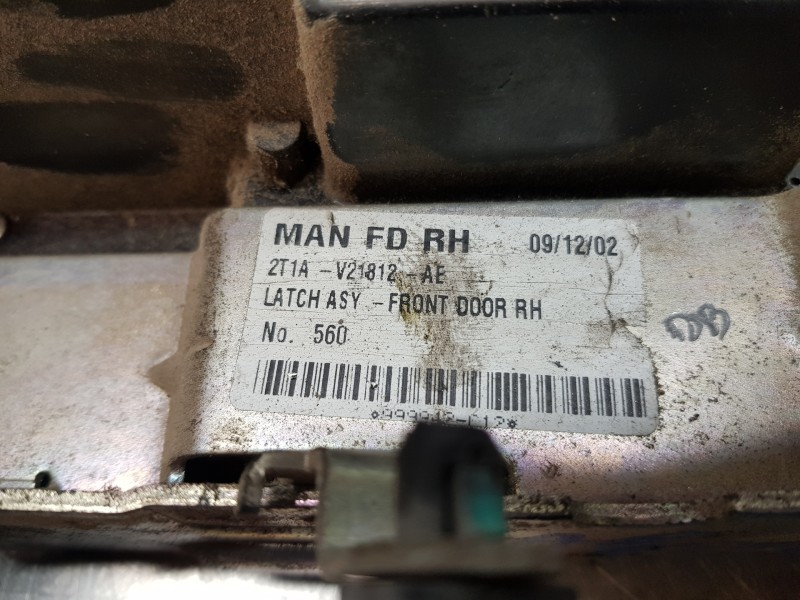 MAN FD RH 09/12/02
2T1A -V21812 -AE
LATCH ASY -FRONT DOOR RH
No. 560